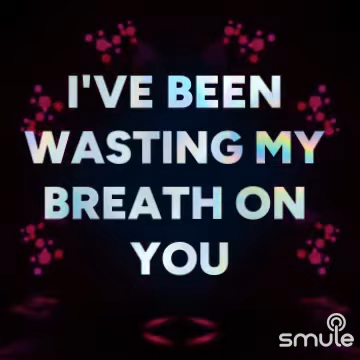 I'VE BEEN
WASTING MY
BREATH ON
YOU
smule